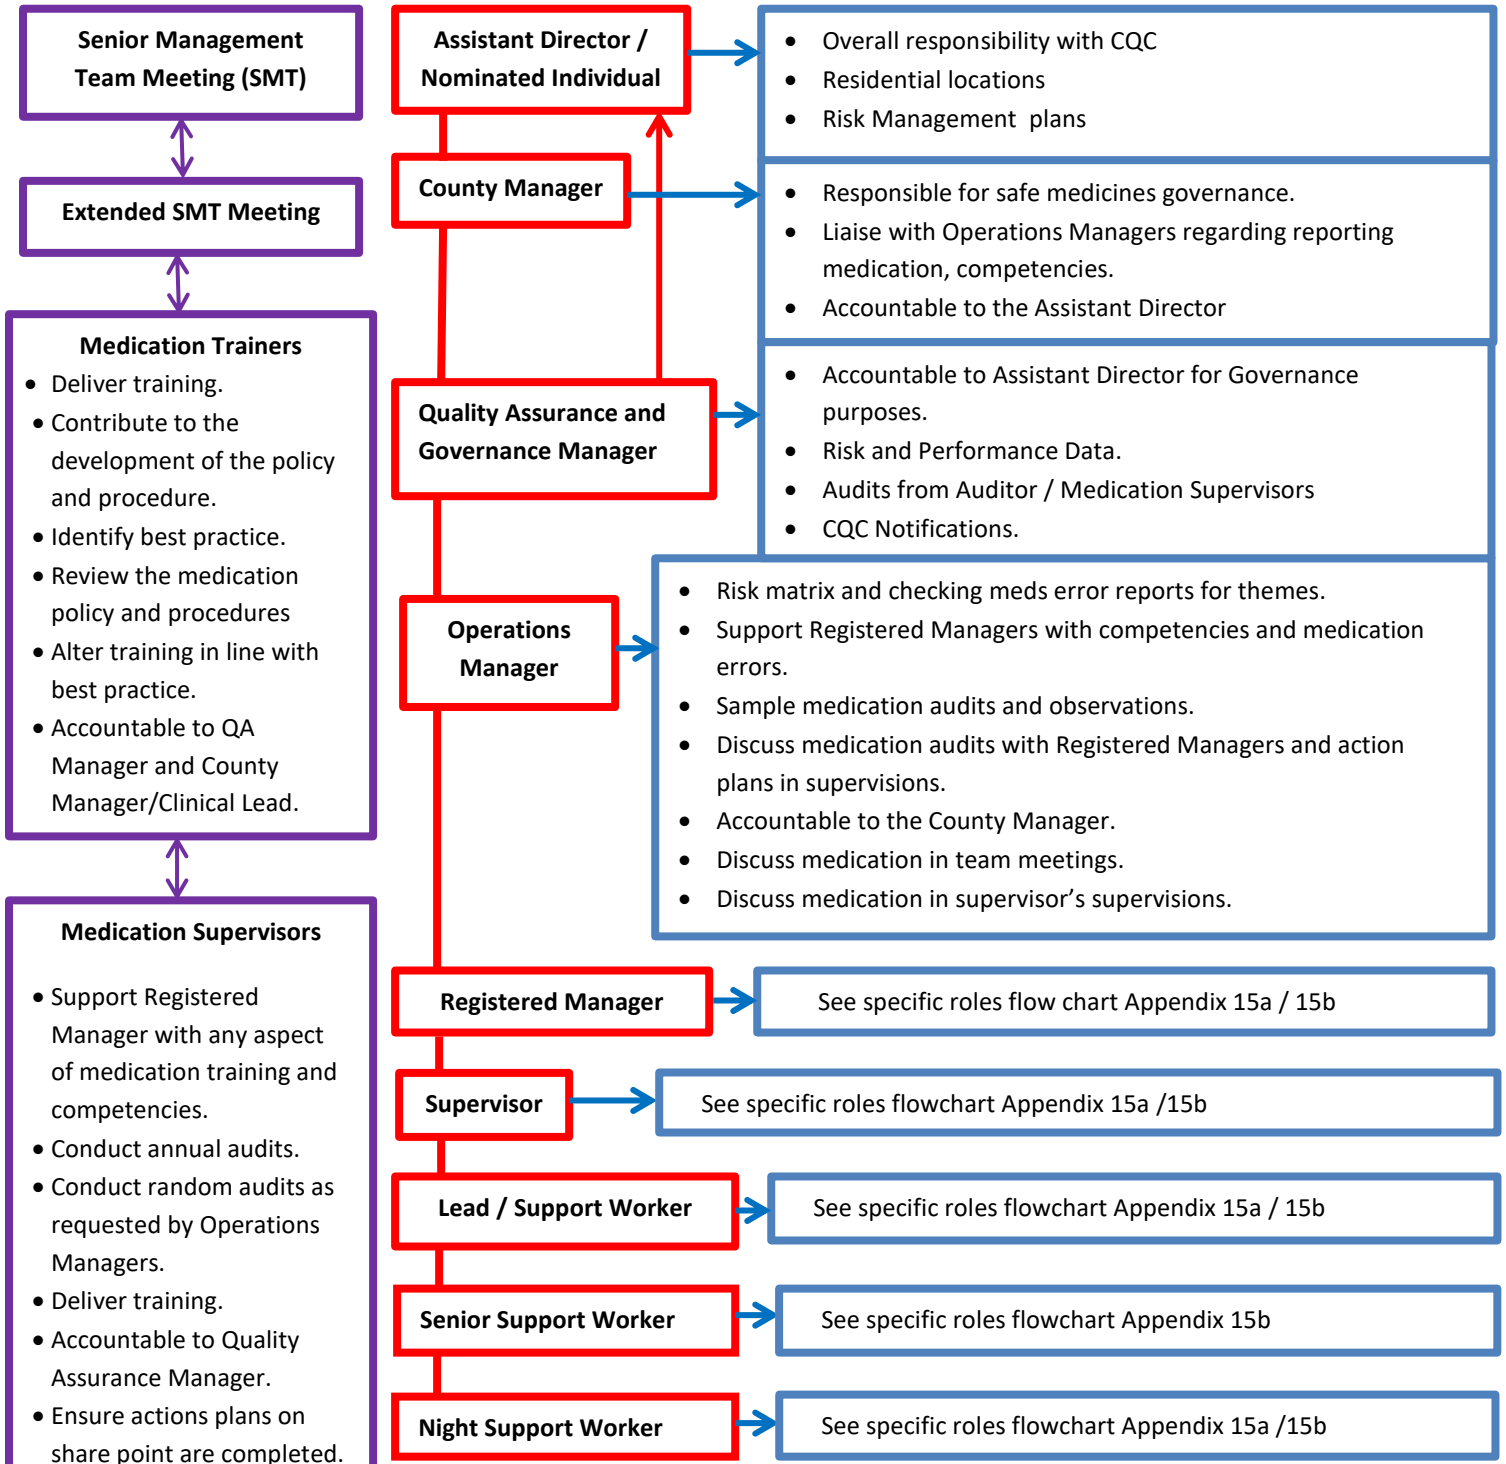 Senior Management
Team Meeting (SMT)
Extended SMT Meeting
Medication Trainers
• Deliver training.
• Contribute to the
development of the policy
and procedure.
• Identify best practice.
• Review the medication
policy and procedures
• Alter training in line with
best practice.
• Accountable to QA
Manager and County
Manager/Clinical Lead.
Medication Supervisors
• Support Registered
Manager with any aspect
of medication training and
competencies.
• Conduct annual audits.
• Conduct random audits as
requested by Operations
Managers.
• Deliver training.
• Accountable to Quality
Assurance Manager.
• Ensure actions plans on
share point are completed.
Assistant Director /
Nominated Individual
• Overall responsibility with CQC
• Residential locations
• Risk Management  plans
County Manager
• Responsible for safe medicines governance.
• Liaise with Operations Managers regarding reporting
medication, competencies.
• Accountable to the Assistant Director
Quality Assurance and
Governance Manager
• Accountable to Assistant Director for Governance
purposes.
• Risk and Performance Data.
• Audits from Auditor / Medication Supervisors
• CQC Notifications.
Operations
Manager
• Risk matrix and checking meds error reports for themes.
• Support Registered Managers with competencies and medication
errors.
• Sample medication audits and observations.
• Discuss medication audits with Registered Managers and action
plans in supervisions.
• Accountable to the County Manager.
• Discuss medication in team meetings.
• Discuss medication in supervisor’s supervisions.
Registered Manager
See specific roles flow chart Appendix 15a / 15b
Supervisor
See specific roles flowchart Appendix 15a /15b
Lead / Support Worker
See specific roles flowchart Appendix 15a / 15b
Senior Support Worker
See specific roles flowchart Appendix 15b
Night Support Worker
See specific roles flowchart Appendix 15a /15b